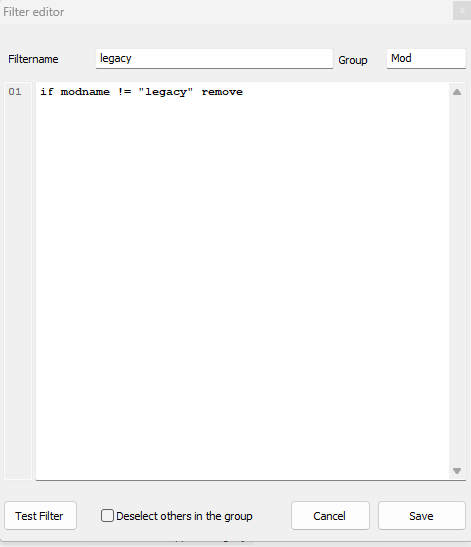 Filter editor
x
Filtername legacy Group Mod
01 if modname != "legacy" remove
Test Filter Deselect others in the group Cancel Save